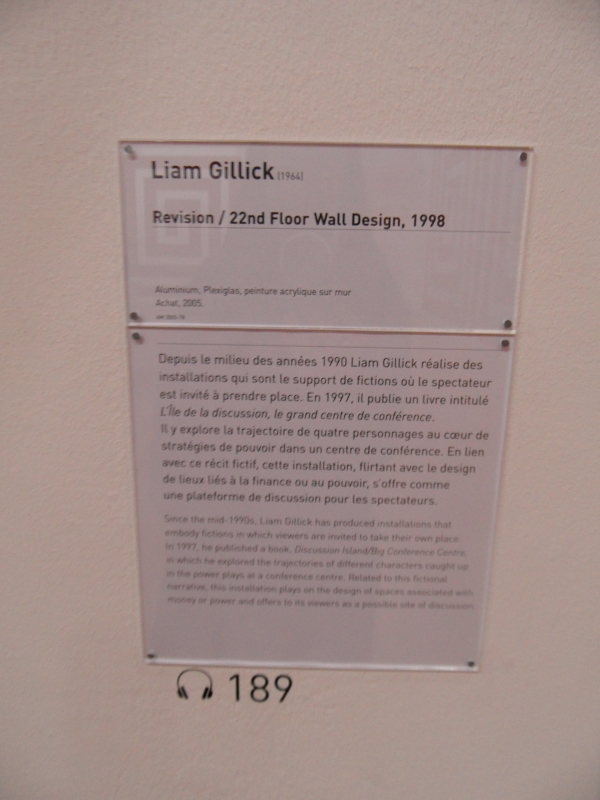 Liam Gillick (1964)
Revision / 22nd Floor Wall Design, 1998
Aluminium, Plexiglas, peinture acrylique sur mur
Achat, 2005.
Depuis le milieu des années 1990 Liam Gillick réalise des
installations qui sont le support de fictions où le spectateur
est invité à prendre place. En 1997, il publie un livre intitulé
L'Île de la discussion, le grand centre de conférence.
Il y explore la trajectoire de quatre personnages au cœur de
stratégies de pouvoir dans un centre de conférence. En lien
avec ce récit fictif, cette installation, flirtant avec le design
de lieux liés à la finance ou au pouvoir, s'offre comme
une plateforme de discussion pour les spectateurs.
Since the mid-1990s, Liam Gillick has produced installations that
embody fictions in which viewers are invited to take their own place.
In 1997, he published a book, Discussion Island/Big Conference Centre,
in which he explored the trajectories of different characters caught up
in the power plays at a conference centre. Related to this fictional
narrative, this installation plays on the design of spaces associated with
money or power and offers to its viewers as a possible site of discussion.
189